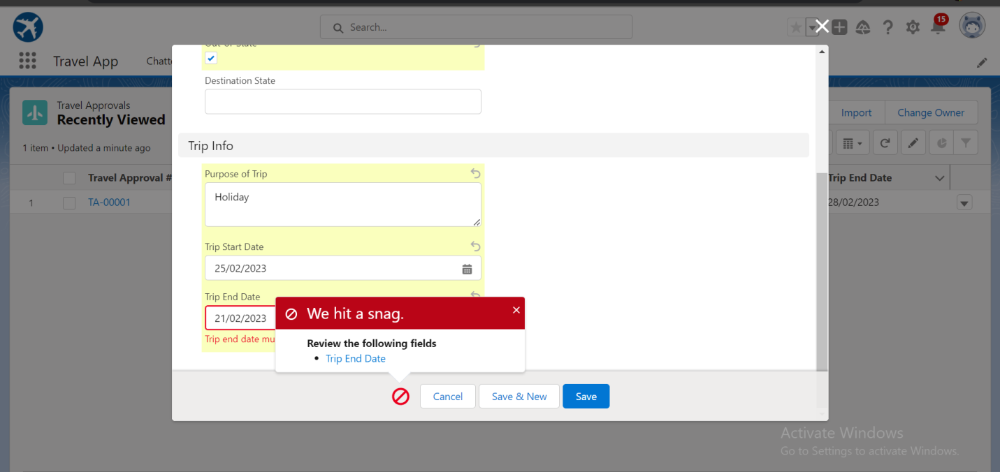 Search...
15
Travel App
Chatt
Out-of-State
Destination State
Travel Approvals
Recently Viewed
Import
Change Owner
1 item • Updated a minute ago
Trip Info
Travel Approval #
Trip End Date
1
TA-00001
28/02/2023
Purpose of Trip
Holiday
Trip Start Date
25/02/2023
Trip End Date
21/02/2023
Trip end date mu
We hit a snag.
Review the following fields
• Trip End Date
Cancel
Save & New
Save
Activate Windows
Go to Settings to activate Windows.